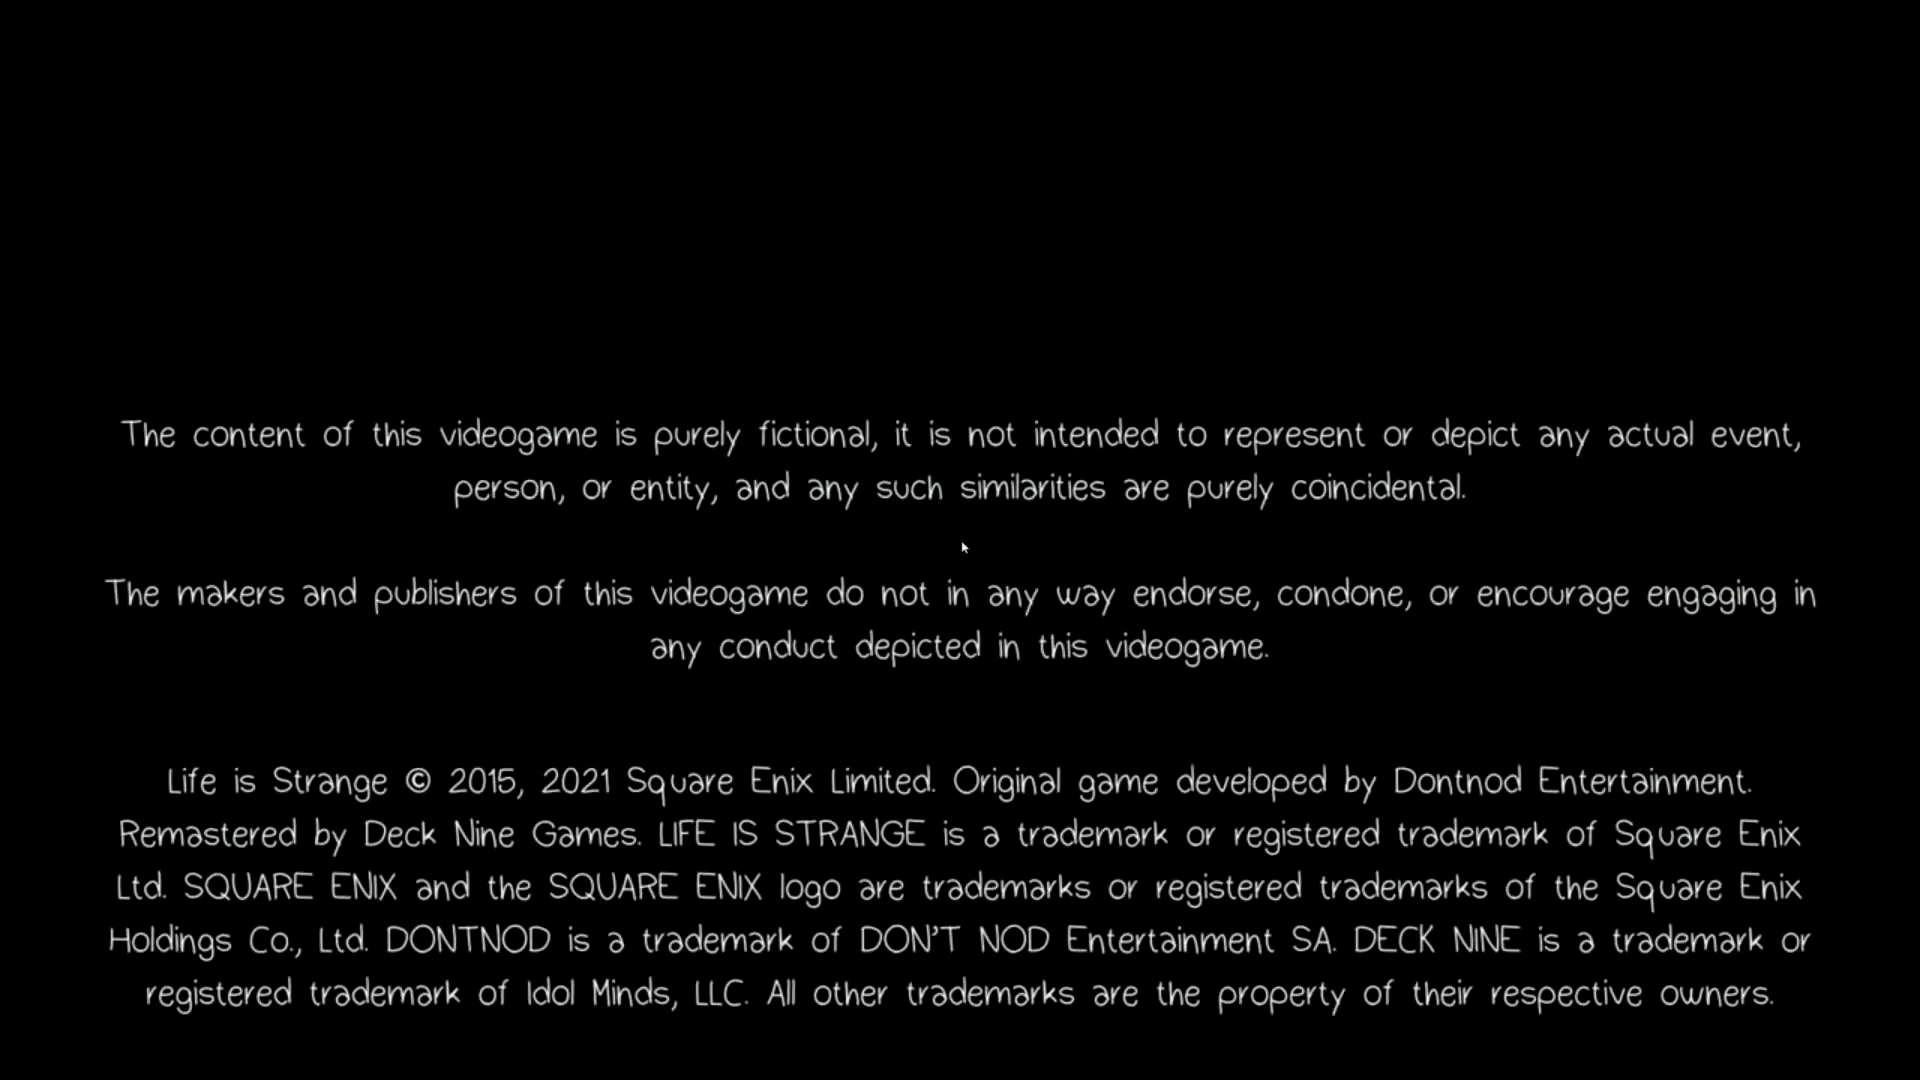 The content of this videogame is purely fictional, it is not intended to represent or depict any actual event,
person, or entity, and any such similarities are purely coincidental.
The makers and publishers of this videogame do not in any way endorse, condone, or encourage engaging in
any conduct depicted in this videogame.
Life is Strange © 2015, 2021 Square Enix Limited. Original game developed by Dontnod Entertainment.
Remastered by Deck Nine Games. LIFE IS STRANGE is a trademark or registered trademark of Square Enix
Ltd. SQUARE ENIX and the SQUARE ENIX logo are trademarks or registered trademarks of the Square Enix
Holdings Co., Ltd. DONTNOD is a trademark of DON'T NOD Entertainment SA. DECK NINE is a trademark or
registered trademark of Idol Minds, LLC. All other trademarks are the property of their respective owners.